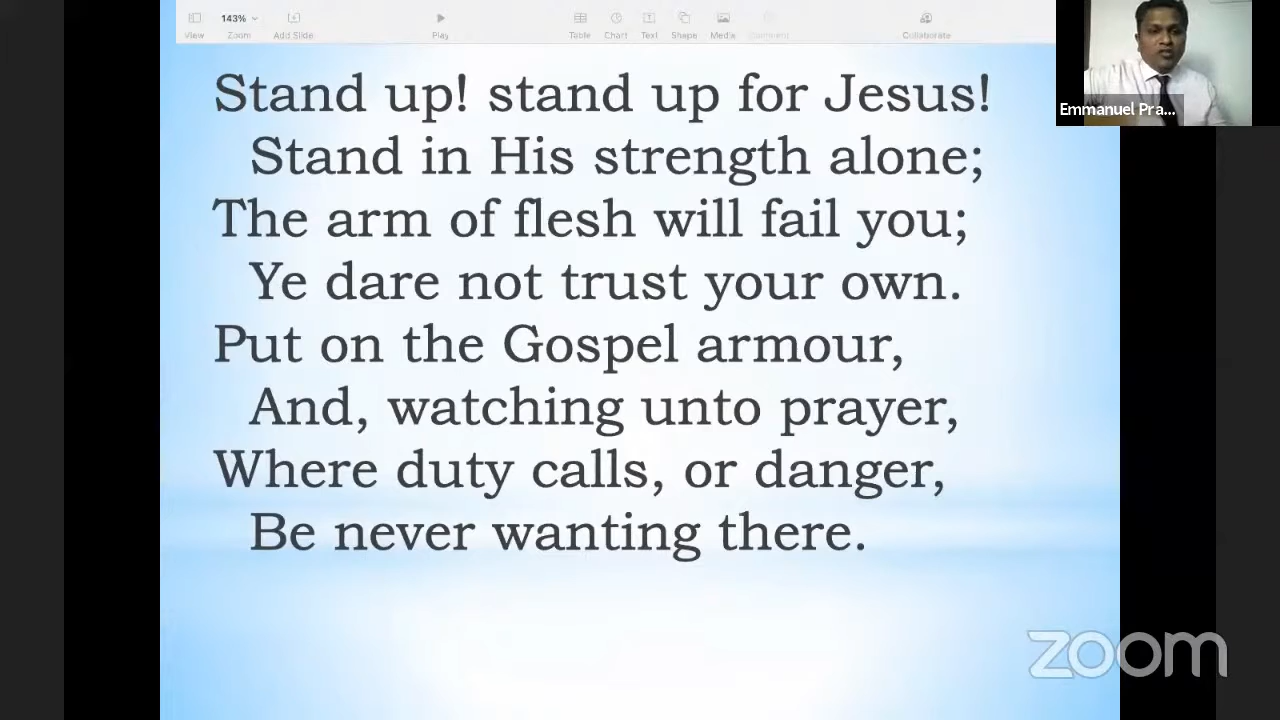 143%
View Zoom Add Slide Play Table Chart Text Shape Media Comment Collaborate
Emmanuel Pra...
Stand up! stand up for Jesus!
Stand in His strength alone;
The arm of flesh will fail you;
Ye dare not trust your own.
Put on the Gospel armour,
And, watching unto prayer,
Where duty calls, or danger,
Be never wanting there.
zoom